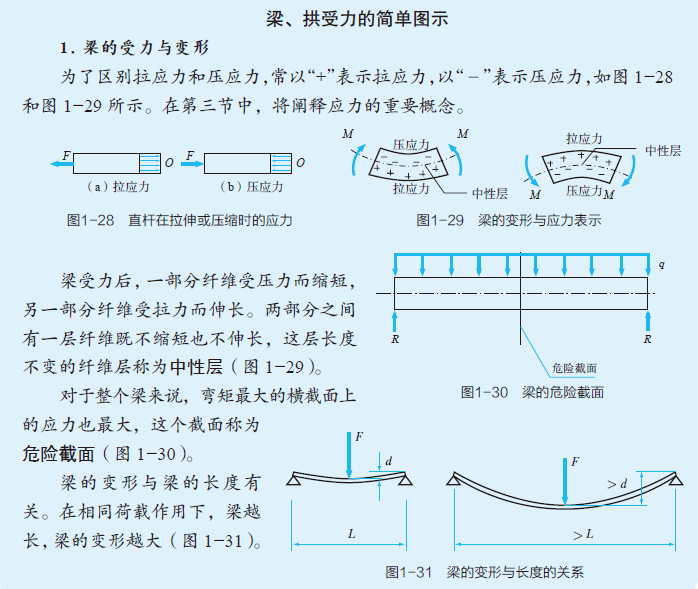 梁、拱受力的简单图示
1. 梁的受力与变形
为了区别拉应力和压应力,常以“+”表示拉应力,以“－”表示压应力,如图 1-28
和图 1-29 所示。在第三节中，将阐释应力的重要概念。
F O F O
（a）拉应力 （b）压应力
图1-28 直杆在拉伸或压缩时的应力
M 压应力 M
拉应力 中性层
拉应力 中性层
M 压应力 M
图1-29 梁的变形与应力表示
梁受力后，一部分纤维受压力而缩短，
另一部分纤维受拉力而伸长。两部分之间
有一层纤维既不缩短也不伸长，这层长度
不变的纤维层称为中性层（图 1-29）。
对于整个梁来说，弯矩最大的横截面上
的应力也最大，这个截面称为
危险截面（图 1-30）。
梁的变形与梁的长度有
关。在相同荷载作用下，梁越
长,梁的变形越大（图 1-31）。
q
R R
危险截面
图1-30 梁的危险截面
F d
L
F >d
>L
图1-31 梁的变形与长度的关系